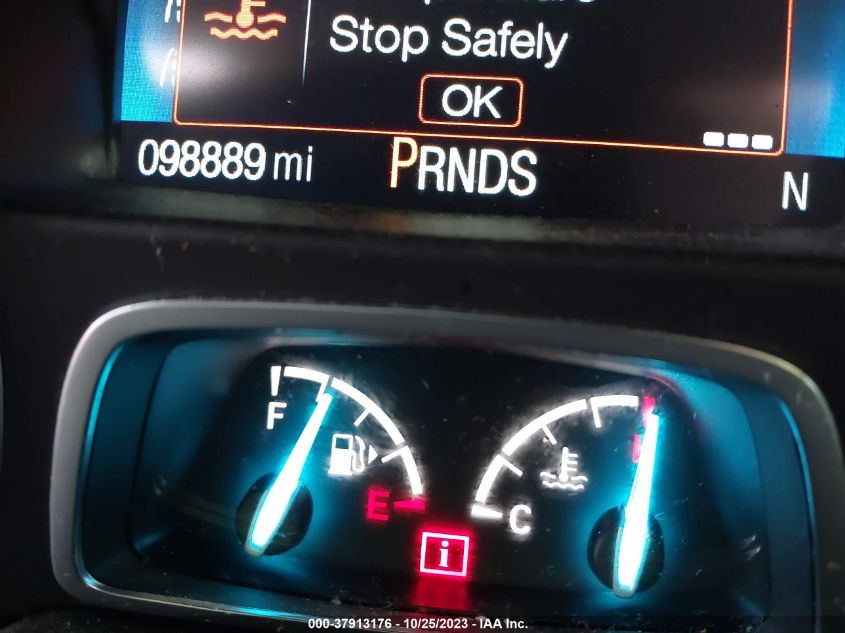 Stop Safely
OK
098889 mi PRNDS N
F E C
i
000-37913176 - 10/25/2023 - IAA Inc.